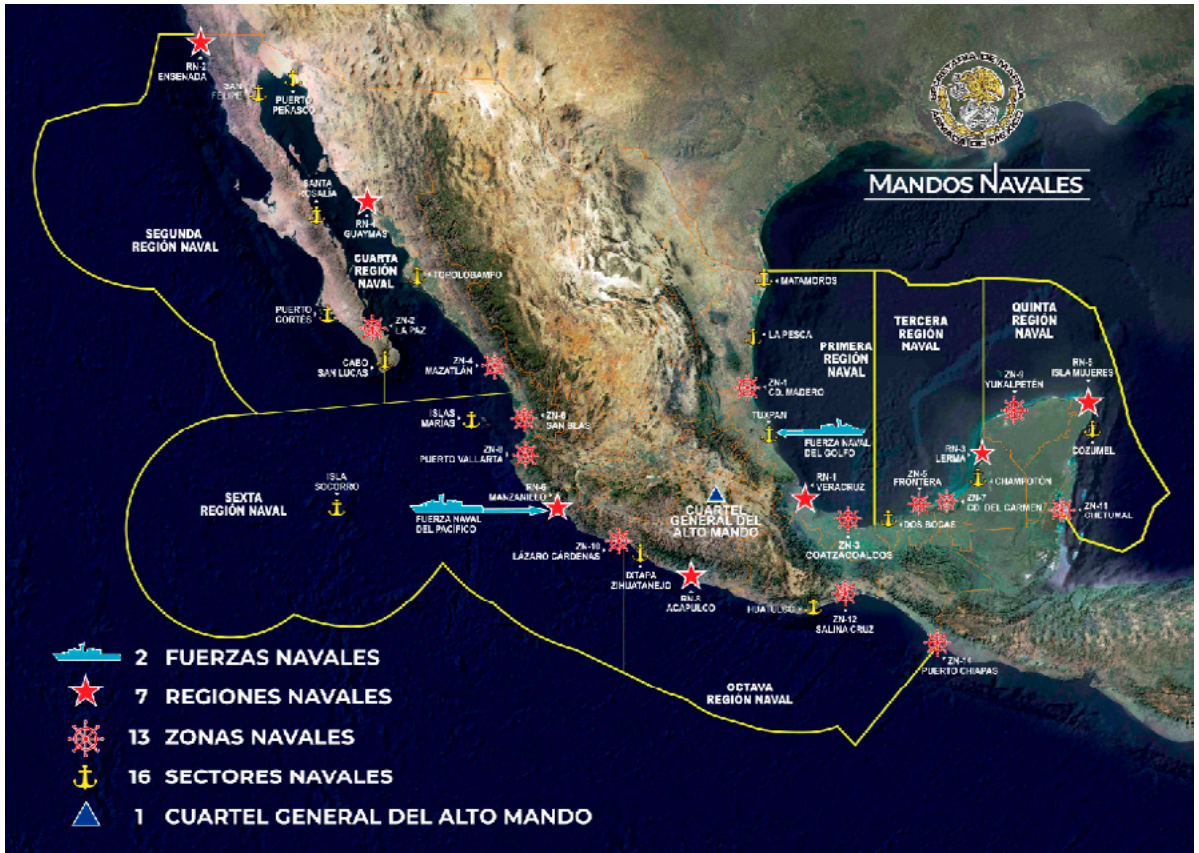 SECRETARIA DE MARINA
ARMADA DE MEXICO
MANDOS NAVALES
RN-2
ENSENADA
SAN
FELIPE
PUERTO
PEÑASCO
SANTA
ROSALÍA
RN-4
GUAYMAS
SEGUNDA
REGIÓN NAVAL
CUARTA
REGIÓN
NAVAL
TOPOLOBAMPO
PUERTO
CORTÉS
ZN-2
LA PAZ
CABO
SAN LUCAS
ZN-4
MAZATLÁN
ISLAS
MARÍAS
ZN-6
SAN BLAS
ZN-8
PUERTO VALLARTA
ISLA
SOCORRO
SEXTA
REGIÓN NAVAL
RN-6
MANZANILLO
FUERZA NAVAL
DEL PACÍFICO
ZN-10
LÁZARO CÁRDENAS
IXTAPA
ZIHUATANEJO
RN-8
ACAPULCO
CUARTEL
GENERAL DEL
ALTO MANDO
HUATULCO
ZN-12
SALINA CRUZ
ZN-14
PUERTO CHIAPAS
OCTAVA
REGIÓN NAVAL
MATAMOROS
LA PESCA
PRIMERA
REGIÓN
NAVAL
TERCERA
REGIÓN
NAVAL
QUINTA
REGIÓN
NAVAL
ZN-1
CD. MADERO
TUXPAN
FUERZA NAVAL
DEL GOLFO
RN-1
VERACRUZ
ZN-3
COATZACOALCOS
DOS BOCAS
ZN-5
FRONTERA
ZN-7
CD. DEL CARMEN
RN-3
LERMA
CHAMPOTÓN
ZN-9
YUKALPETÉN
RN-5
ISLA MUJERES
COZUMEL
ZN-11
CHETUMAL
2 FUERZAS NAVALES
7 REGIONES NAVALES
13 ZONAS NAVALES
16 SECTORES NAVALES
1 CUARTEL GENERAL DEL ALTO MANDO